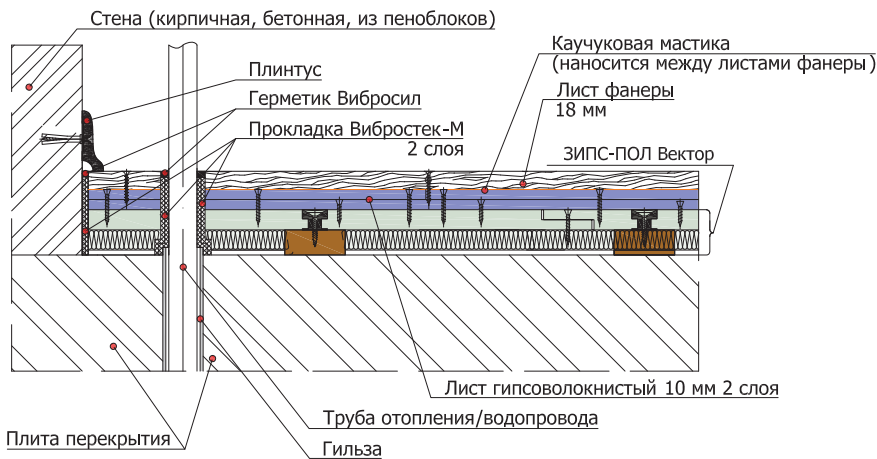 Стена (кирпичная, бетонная, из пеноблоков)
Каучуковая мастика
(наносится между листами фанеры)
Плинтус
Лист фанеры
18 мм
Герметик Вибросил
Прокладка Вибростек-М
2 слоя
ЗИПС-ПОЛ Вектор
Лист гипсоволокнистый 10 мм 2 слоя
Труба отопления/водопровода
Плита перекрытия
Гильза